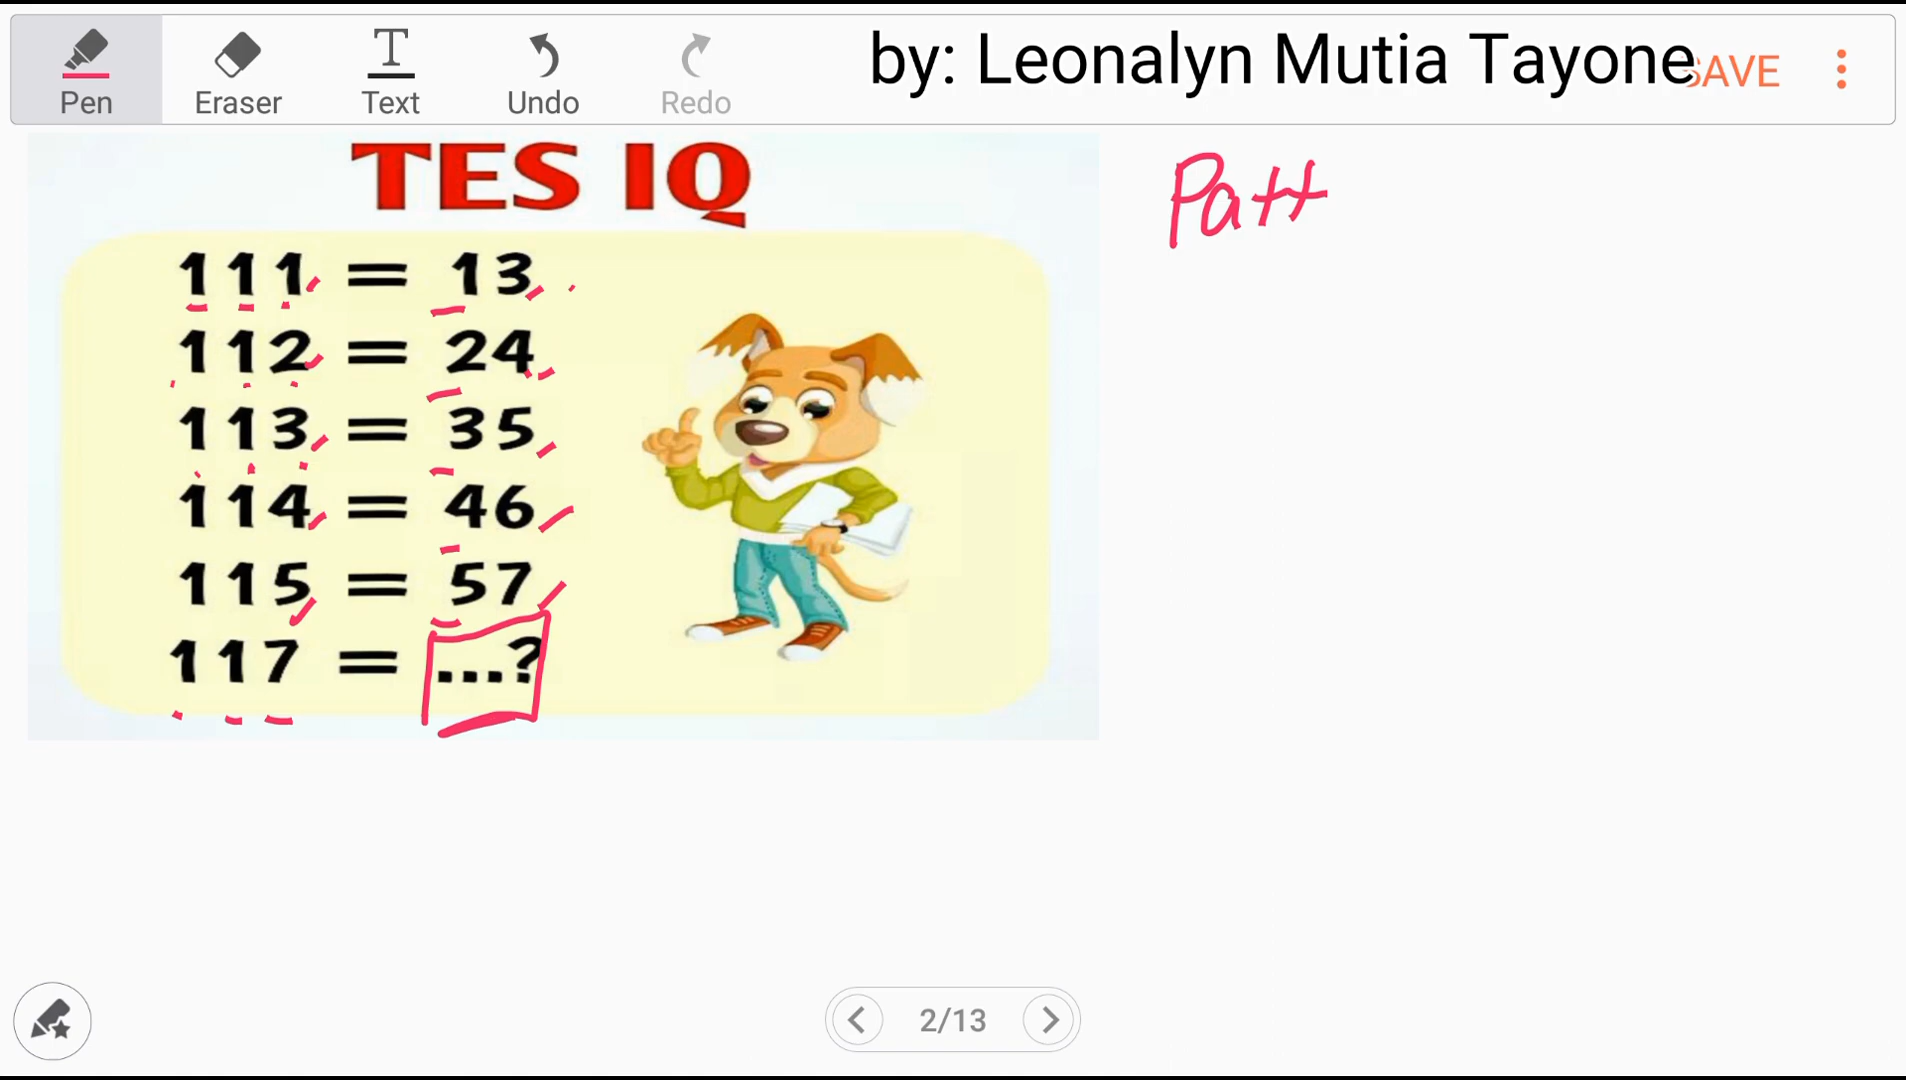 Pen Eraser Text Undo Redo by: Leonalyn Mutia Tayone SAVE
TES IQ
Patt
111 = 13
112 = 24
113 = 35
114 = 46
115 = 57
117 = ...?
2/13